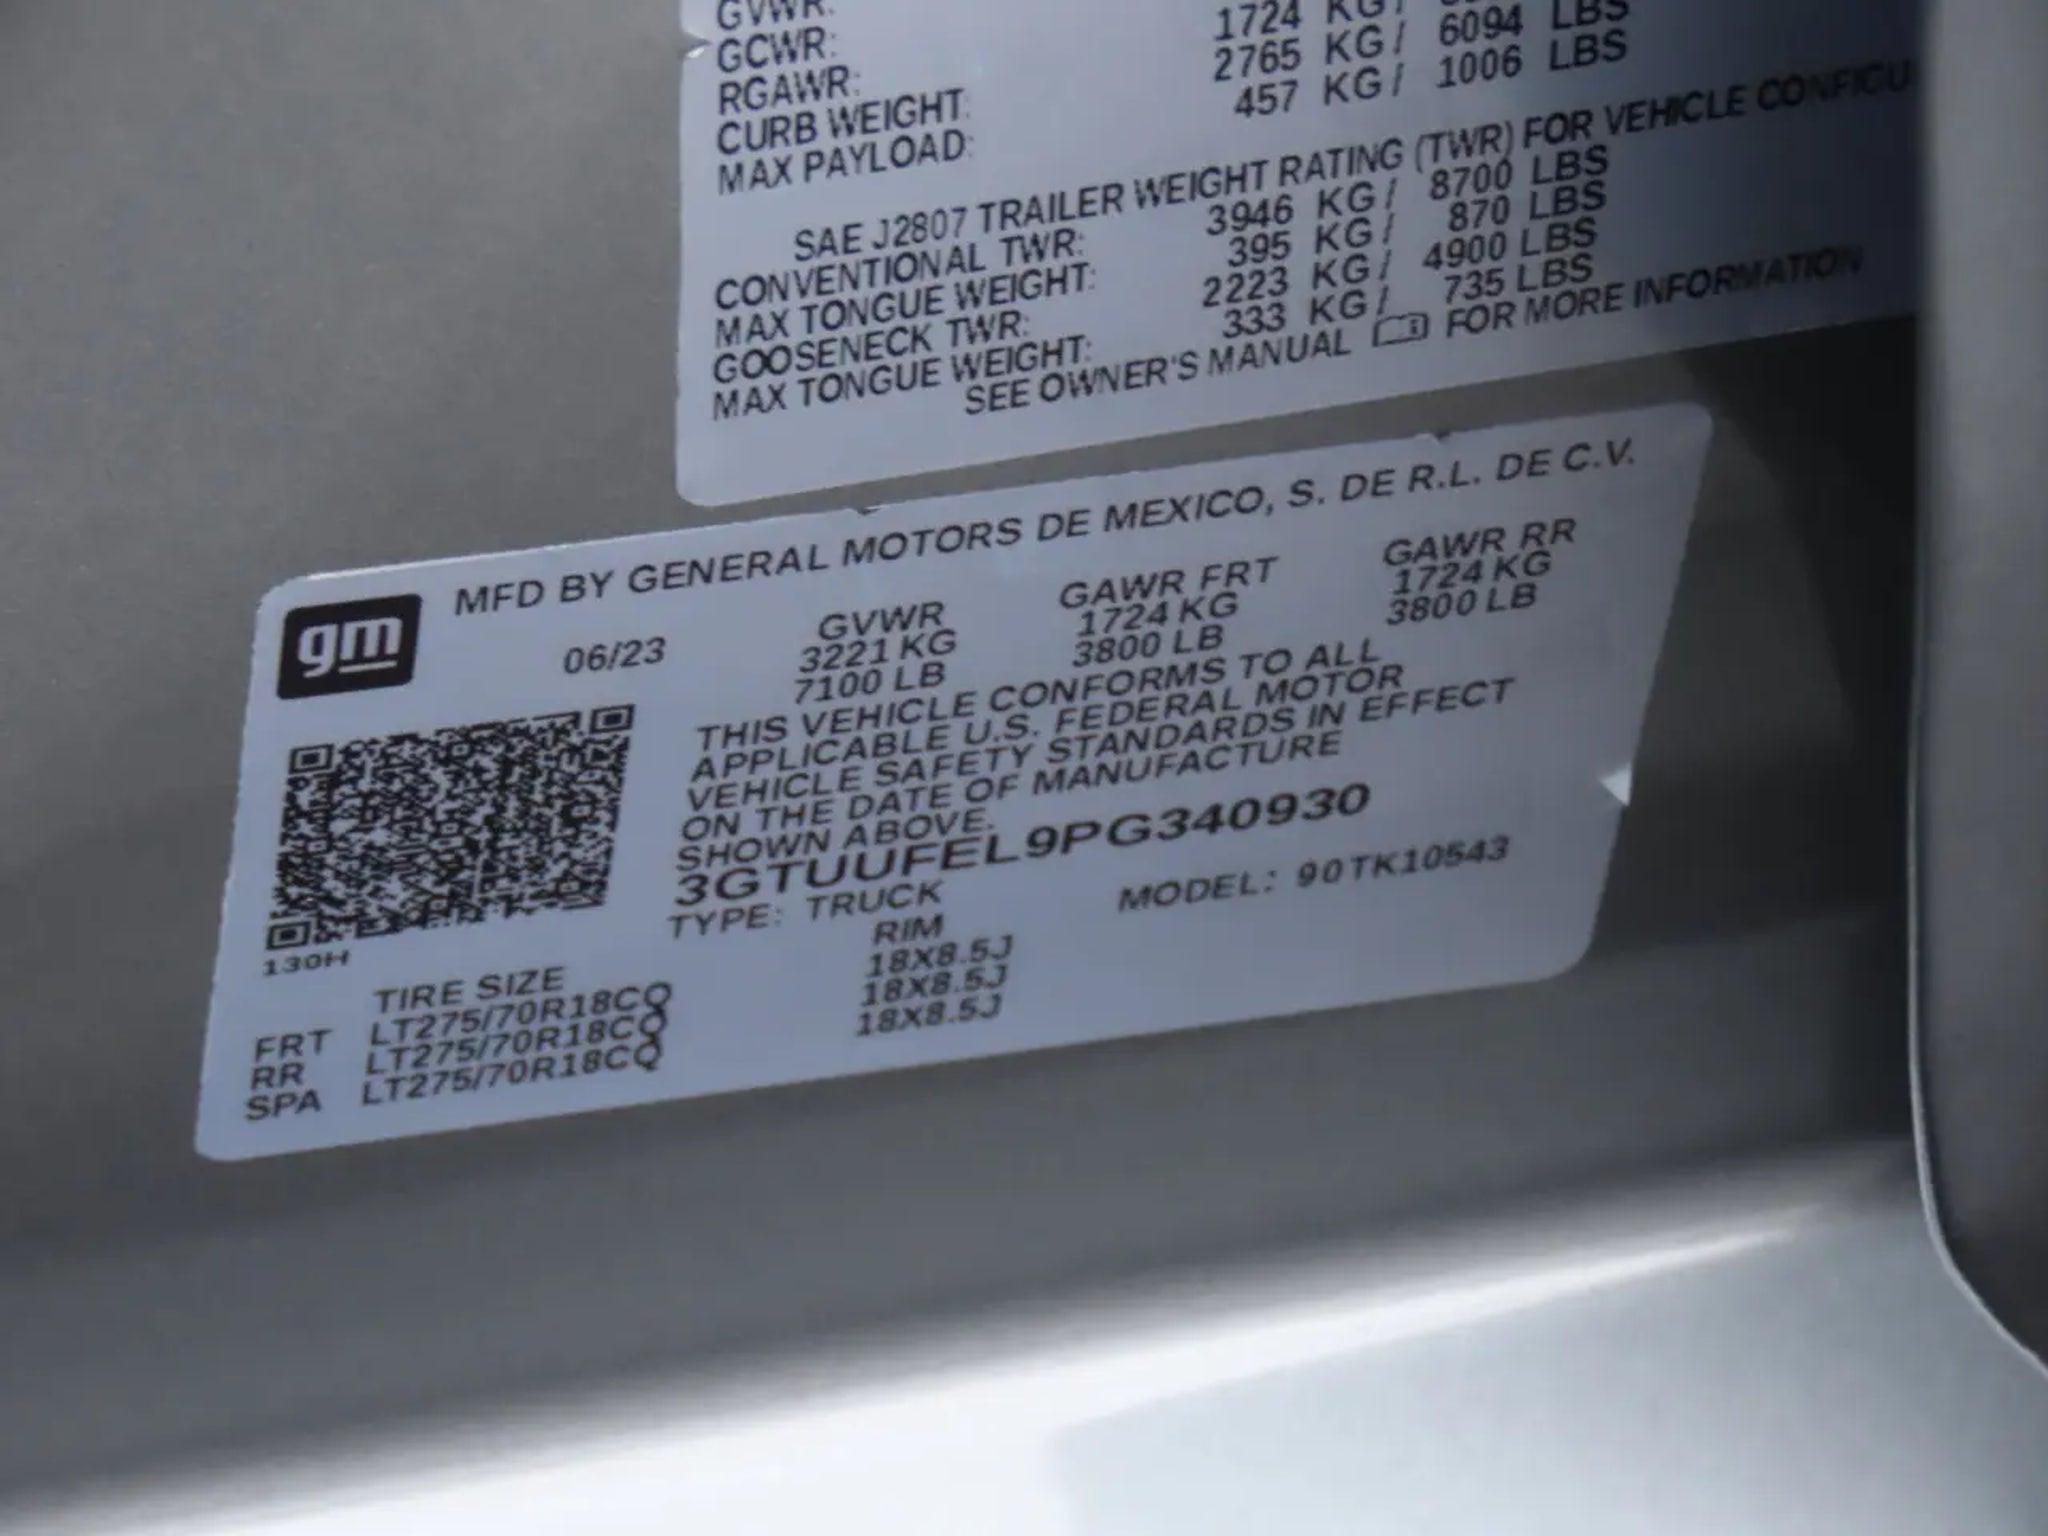 GVWR:
GCWR:
RGAWR: 1724 KG/
CURB WEIGHT: 2765 KG/ 6094 LBS
MAX PAYLOAD: 457 KG/ 1006 LBS
SAE J2807 TRAILER WEIGHT RATING (TWR) FOR VEHICLE CONFIGU
CONVENTIONAL TWR: 3946 KG/ 8700 LBS
MAX TONGUE WEIGHT: 395 KG/ 870 LBS
GOOSENECK TWR: 2223 KG/ 4900 LBS
MAX TONGUE WEIGHT: 333 KG/ 735 LBS
SEE OWNER'S MANUAL FOR MORE INFORMATION
gm
MFD BY GENERAL MOTORS DE MEXICO, S. DE R.L. DE C.V.
06/23 GVWR GAWR FRT GAWR RR
3221 KG 1724 KG 1724 KG
7100 LB 3800 LB 3800 LB
THIS VEHICLE CONFORMS TO ALL
APPLICABLE U.S. FEDERAL MOTOR
VEHICLE SAFETY STANDARDS IN EFFECT
ON THE DATE OF MANUFACTURE
SHOWN ABOVE.
3GTUUFEL9PG340930
TYPE: TRUCK MODEL: 90TK10543
130H
TIRE SIZE RIM
FRT LT275/70R18CQ 18X8.5J
RR LT275/70R18CQ 18X8.5J
SPA LT275/70R18CQ 18X8.5J